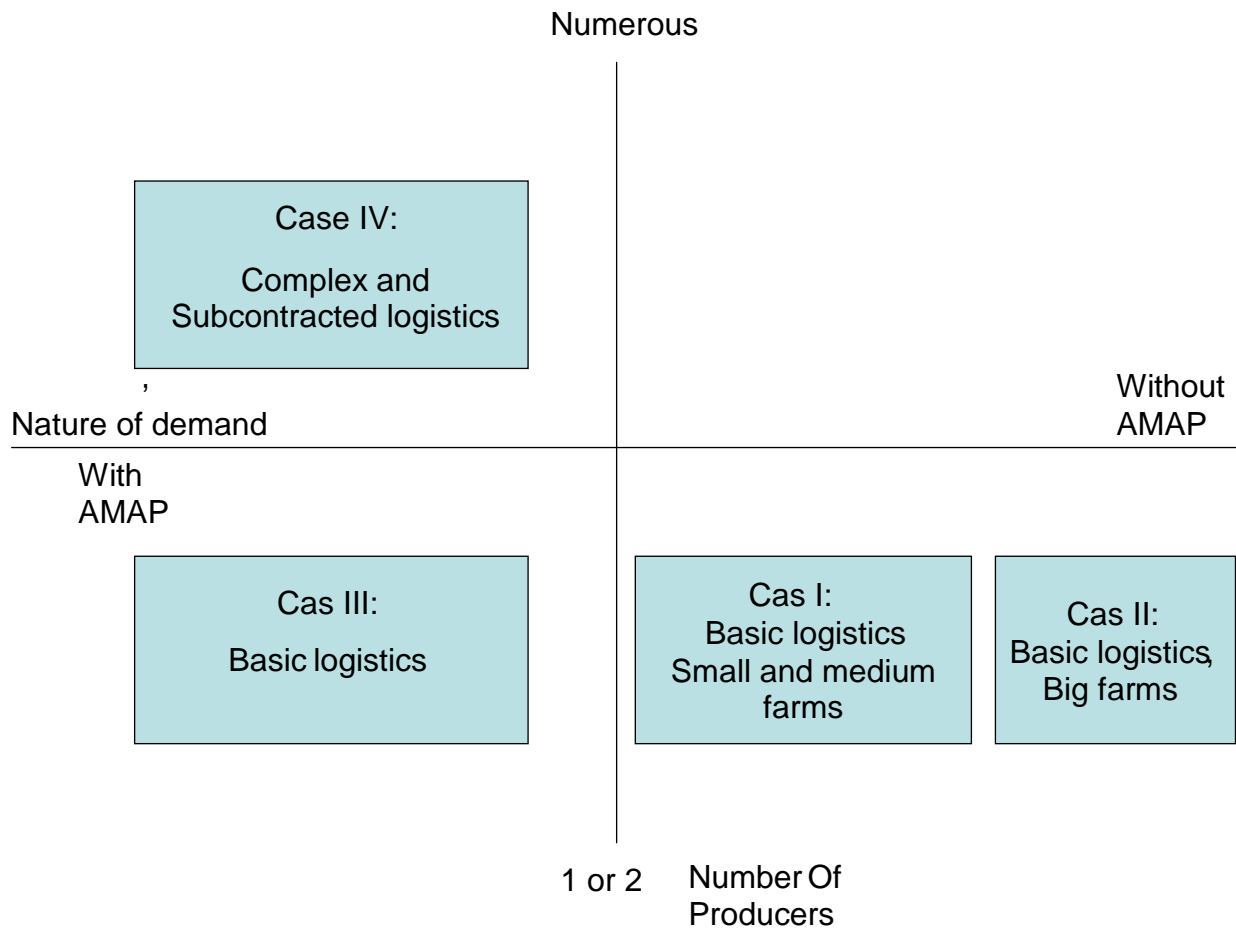 Numerous
Case IV:
Complex and
Subcontracted logistics
,
Without
AMAP
Nature of demand
With
AMAP
Cas III:
Basic logistics
Cas I:
Basic logistics
Small and medium
farms
Cas II:
Basic logistics,
Big farms
1 or 2
Number Of
Producers